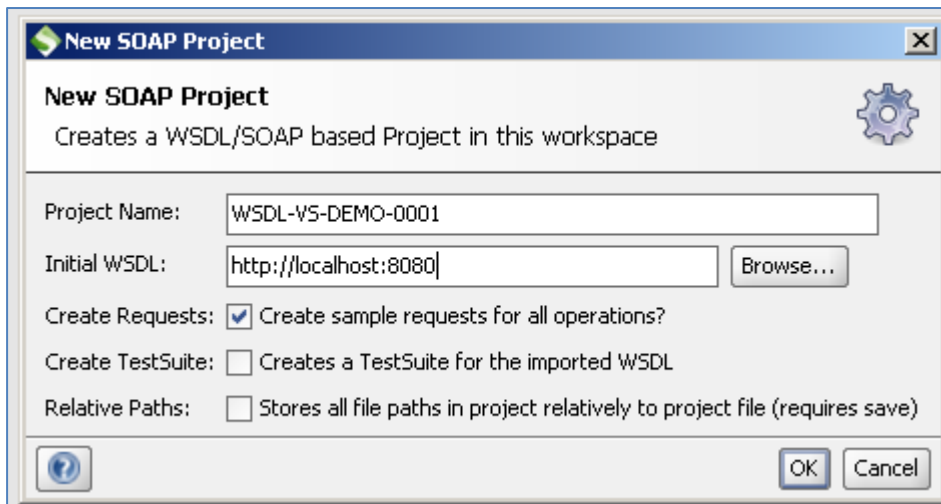 New SOAP Project
New SOAP Project
Creates a WSDL/SOAP based Project in this workspace
Project Name: WSDL-VS-DEMO-0001
Initial WSDL: http://localhost:8080 Browse...
Create Requests: Create sample requests for all operations?
Create TestSuite: Creates a TestSuite for the imported WSDL
Relative Paths: Stores all file paths in project relatively to project file (requires save)
? OK Cancel